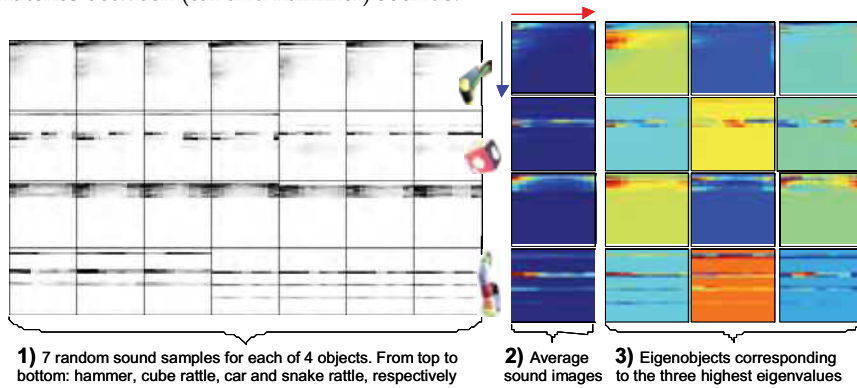 1) 7 random sound samples for each of 4 objects. From top to
bottom: hammer, cube rattle, car and snake rattle, respectively
2) Average
sound images
3) Eigenobjects corresponding
to the three highest eigenvalues